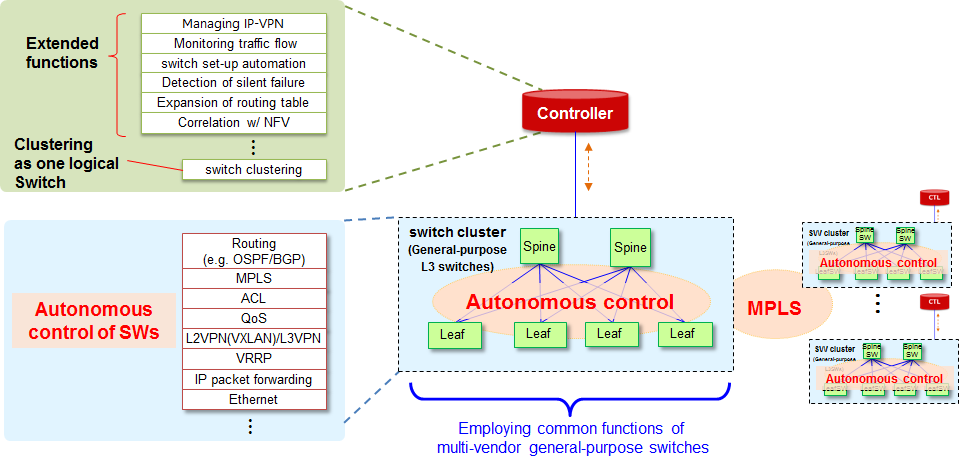 Extended
functions
Managing IP-VPN
Monitoring traffic flow
switch set-up automation
Detection of silent failure
Expansion of routing table
Correlation w/ NFV
Clustering
as one logical
Switch
switch clustering
Controller
Autonomous
control of SWs
Routing
(e.g. OSPF/BGP)
MPLS
ACL
QoS
L2VPN(VXLAN)/L3VPN
VRRP
IP packet forwarding
Ethernet
switch cluster
(General-purpose
L3 switches)
Spine
Spine
Autonomous control
Leaf
Leaf
Leaf
Leaf
Employing common functions of
multi-vendor general-purpose switches
MPLS
CTL
SW cluster
(General-purpose
Spine
SW
Spine
SW
Autonomous control
CTL
SW cluster
(General-purpose
Spine
SW
Spine
SW
Autonomous control